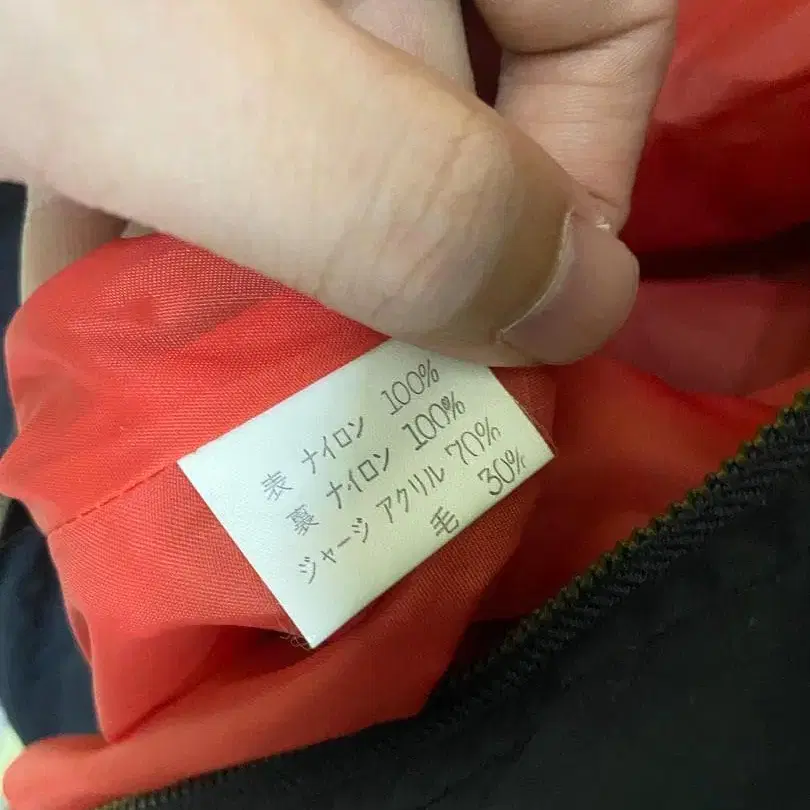 表 ナイロン 100%
裏 ナイロン 100%
ジャージ アクリル 70%
毛 30%